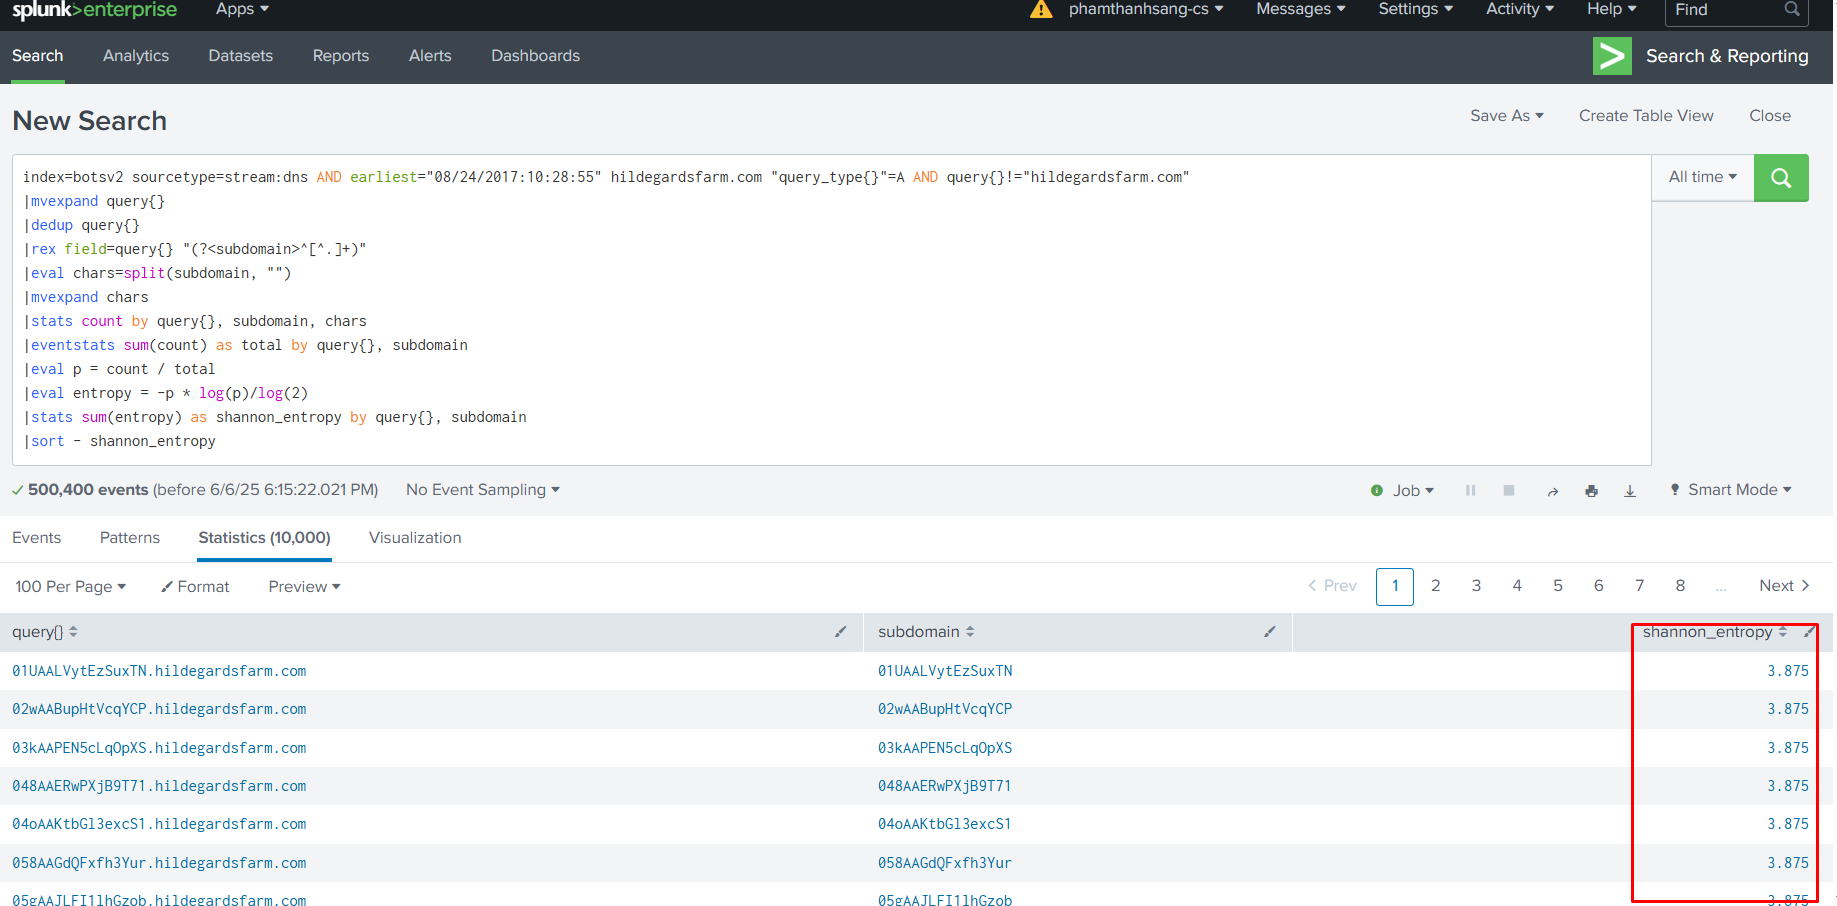 splunk>enterprise Apps phamthanhsang-cs Messages Settings Activity Help Find
Search Analytics Datasets Reports Alerts Dashboards Search & Reporting
New Search Save As Create Table View Close
index=botsv2 sourcetype=stream:dns AND earliest="08/24/2017:10:28:55" hildegardsfarm.com "query_type{}"=A AND query{}!="hildegardsfarm.com" All time
|mvexpand query{}
|dedup query{}
|rex field=query{} "(?<subdomain>^[^.]+)"
|eval chars=split(subdomain, "")
|mvexpand chars
|stats count by query{}, subdomain, chars
|eventstats sum(count) as total by query{}, subdomain
|eval p = count / total
|eval entropy = -p * log(p)/log(2)
|stats sum(entropy) as shannon_entropy by query{}, subdomain
|sort - shannon_entropy
500,400 events (before 6/6/25 6:15:22.021 PM) No Event Sampling Job Smart Mode
Events Patterns Statistics (10,000) Visualization
100 Per Page Format Preview < Prev 1 2 3 4 5 6 7 8 ... Next >
query{} subdomain shannon_entropy
01UAALVytEzSuxTN.hildegardsfarm.com 01UAALVytEzSuxTN 3.875
02wAABupHtVcqYCP.hildegardsfarm.com 02wAABupHtVcqYCP 3.875
03kAAPEN5cLqOpXS.hildegardsfarm.com 03kAAPEN5cLqOpXS 3.875
048AAERwPXjB9T71.hildegardsfarm.com 048AAERwPXjB9T71 3.875
04oAAKtbGl3excS1.hildegardsfarm.com 04oAAKtbGl3excS1 3.875
058AAGdQFxfh3Yur.hildegardsfarm.com 058AAGdQFxfh3Yur 3.875
05gAAJLFI1lhGzob.hildegardsfarm.com 05gAAJLFI1lhGzob 3.875